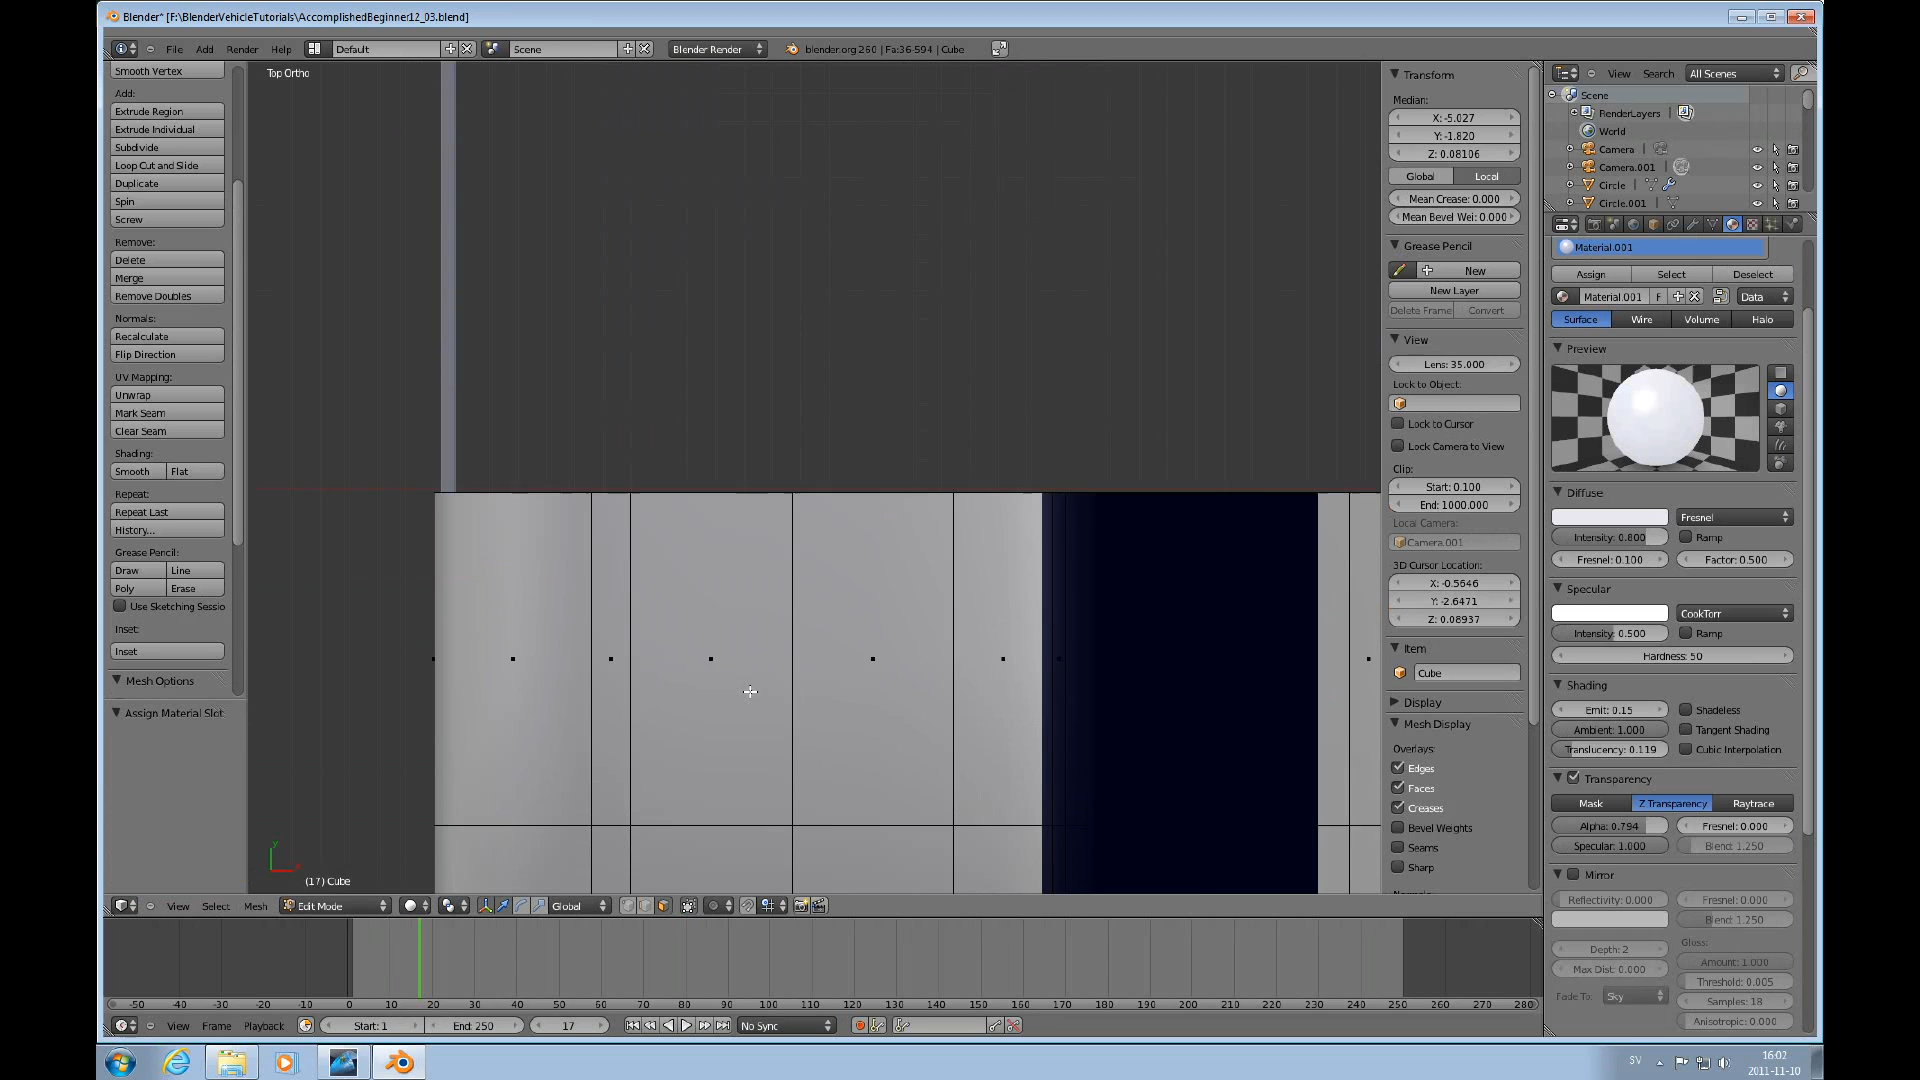 Blender* [F:\BlenderVehicleTutorials\AccomplishedBeginner12_03.blend]
File Add Render Help Default Scene Blender Render blender.org 260 | Fa:36-594 | Cube
Smooth Vertex
Add:
Extrude Region
Extrude Individual
Subdivide
Loop Cut and Slide
Duplicate
Spin
Screw
Remove:
Delete
Merge
Remove Doubles
Normals:
Recalculate
Flip Direction
UV Mapping:
Unwrap
Mark Seam
Clear Seam
Shading:
Smooth Flat
Repeat:
Repeat Last
History...
Grease Pencil:
Draw Line
Poly Erase
Use Sketching Sessio
Inset:
Inset
Mesh Options
Assign Material Slot
Top Ortho
y
x
(17) Cube
Transform
Median:
X: -5.027
Y: -1.820
Z: 0.08106
Global Local
Mean Crease: 0.000
Mean Bevel Wei: 0.000
Grease Pencil
New
New Layer
Delete Frame Convert
View
Lens: 35.000
Lock to Object:
Lock to Cursor
Lock Camera to View
Clip:
Start: 0.100
End: 1000.000
Local Camera:
Camera.001
3D Cursor Location:
X: -0.5646
Y: -2.6471
Z: 0.08937
Item
Cube
Display
Mesh Display
Overlays:
Edges
Faces
Creases
Bevel Weights
Seams
Sharp
View Search All Scenes
Scene
RenderLayers
World
Camera
Camera.001
Circle
Circle.001
Material.001
Assign Select Deselect
Material.001 F Data
Surface Wire Volume Halo
Preview
Diffuse
Fresnel
Intensity: 0.800 Ramp
Fresnel: 0.100 Factor: 0.500
Specular
CookTorr
Intensity: 0.500 Ramp
Hardness: 50
Shading
Emit: 0.15 Shadeless
Ambient: 1.000 Tangent Shading
Translucency: 0.119 Cubic Interpolation
Transparency
Mask Z Transparency Raytrace
Alpha: 0.794 Fresnel: 0.000
Specular: 1.000 Blend: 1.250
Mirror
Reflectivity: 0.000 Fresnel: 0.000
Blend: 1.250
Depth: 2 Gloss:
Max Dist: 0.000 Amount: 1.000
Threshold: 0.005
Fade To: Sky Samples: 18
Anisotropic: 0.000
View Select Mesh Edit Mode Global
-50 -40 -30 -20 -10 0 10 20 30 40 50 60 70 80 90 100 110 120 130 140 150 160 170 180 190 200 210 220 230 240 250 260 270 280
View Frame Playback Start: 1 End: 250 17 No Sync
SV
16:02
2011-11-10